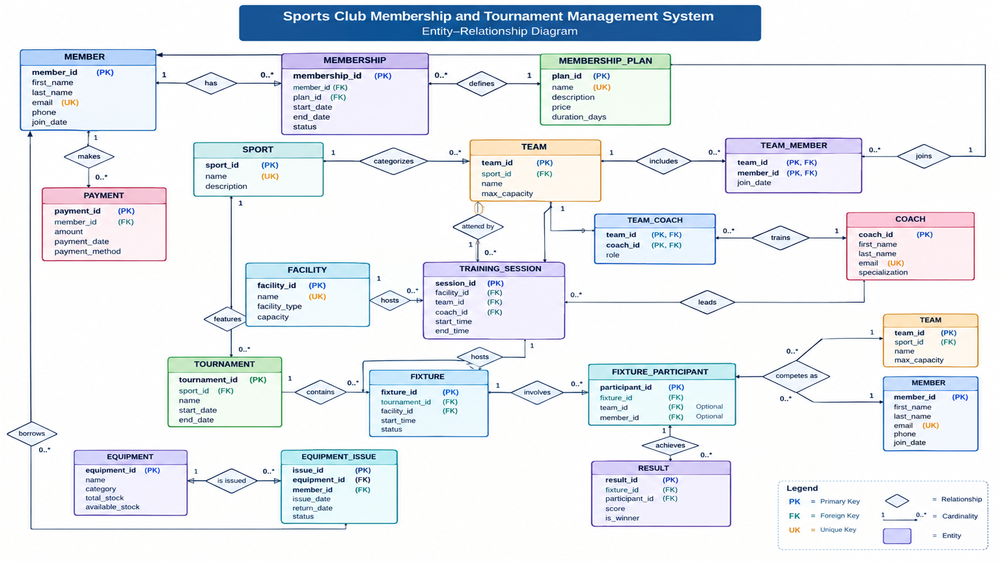 Sports Club Membership and Tournament Management System
Entity–Relationship Diagram
MEMBER
member_id (PK)
first_name
last_name
email (UK)
phone
join_date
1
has
0..*
MEMBERSHIP
membership_id (PK)
member_id (FK)
plan_id (FK)
start_date
end_date
status
0..*
defines
1
MEMBERSHIP_PLAN
plan_id (PK)
name (UK)
description
price
duration_days
1
makes
0..*
PAYMENT
payment_id (PK)
member_id (FK)
amount
payment_date
payment_method
SPORT
sport_id (PK)
name (UK)
description
1
categorizes
0..*
TEAM
team_id (PK)
sport_id (FK)
name
max_capacity
1
includes
0..*
TEAM_MEMBER
team_id (PK, FK)
member_id (PK, FK)
join_date
0..*
joins
1
1
attend by
1
0..*
1
TEAM_COACH
team_id (PK, FK)
coach_id (PK, FK)
role
0..*
trains
1
COACH
coach_id (PK)
first_name
last_name
email (UK)
specialization
FACILITY
facility_id (PK)
name (UK)
facility_type
capacity
1
hosts
0..*
TRAINING_SESSION
session_id (PK)
facility_id (FK)
team_id (FK)
coach_id (FK)
start_time
end_time
0..*
leads
features
0..*
hosts
1
TOURNAMENT
tournament_id (PK)
sport_id (FK)
name
start_date
end_date
1
contains
0..*
FIXTURE
fixture_id (PK)
tournament_id (FK)
facility_id (FK)
start_time
status
1
involves
0..*
FIXTURE_PARTICIPANT
participant_id (PK)
fixture_id (FK)
team_id (FK) Optional
member_id (FK) Optional
0..*
competes as
0..*
1
1
TEAM
team_id (PK)
sport_id (FK)
name
max_capacity
MEMBER
member_id (PK)
first_name
last_name
email (UK)
phone
join_date
borrows
0..*
EQUIPMENT
equipment_id (PK)
name
category
total_stock
available_stock
1
is issued
0..*
EQUIPMENT_ISSUE
issue_id (PK)
equipment_id (FK)
member_id (FK)
issue_date
return_date
status
1
achieves
0..*
RESULT
result_id (PK)
fixture_id (FK)
participant_id (FK)
score
is_winner
Legend
PK = Primary Key
FK = Foreign Key
UK = Unique Key
= Relationship
1 0..* = Cardinality
= Entity